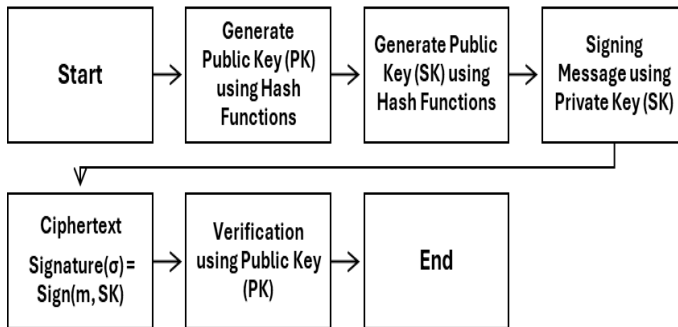 Start
Generate
Public Key (PK)
using Hash
Functions
Generate Public
Key (SK) using
Hash Functions
Signing
Message using
Private Key (SK)
Ciphertext
Signature(σ) =
Sign(m, SK)
Verification
using Public Key
(PK)
End